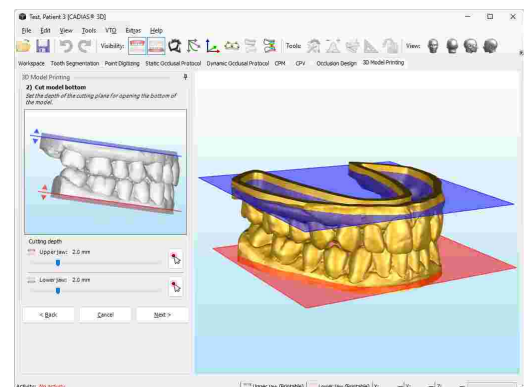 Test, Patient 3 [CADIAS® 3D]
File Edit View Tools VTO Extras Help
Visibility: Tools: View:
Workspace Tooth Segmentation Point Digitizing Static Occlusal Protocol Dynamic Occlusal Protocol CPM CPV Occlusion Design 3D Model Printing
3D Model Printing
2) Cut model bottom
Set the depth of the cutting plane for opening the bottom of
the model.
Cutting depth
Upper jaw: 2.0 mm
Lower jaw: 2.0 mm
< Back Cancel Next >
Activity: No activity
Upper jaw (Printable) Lower jaw (Printable) X: — Y: — Z: —